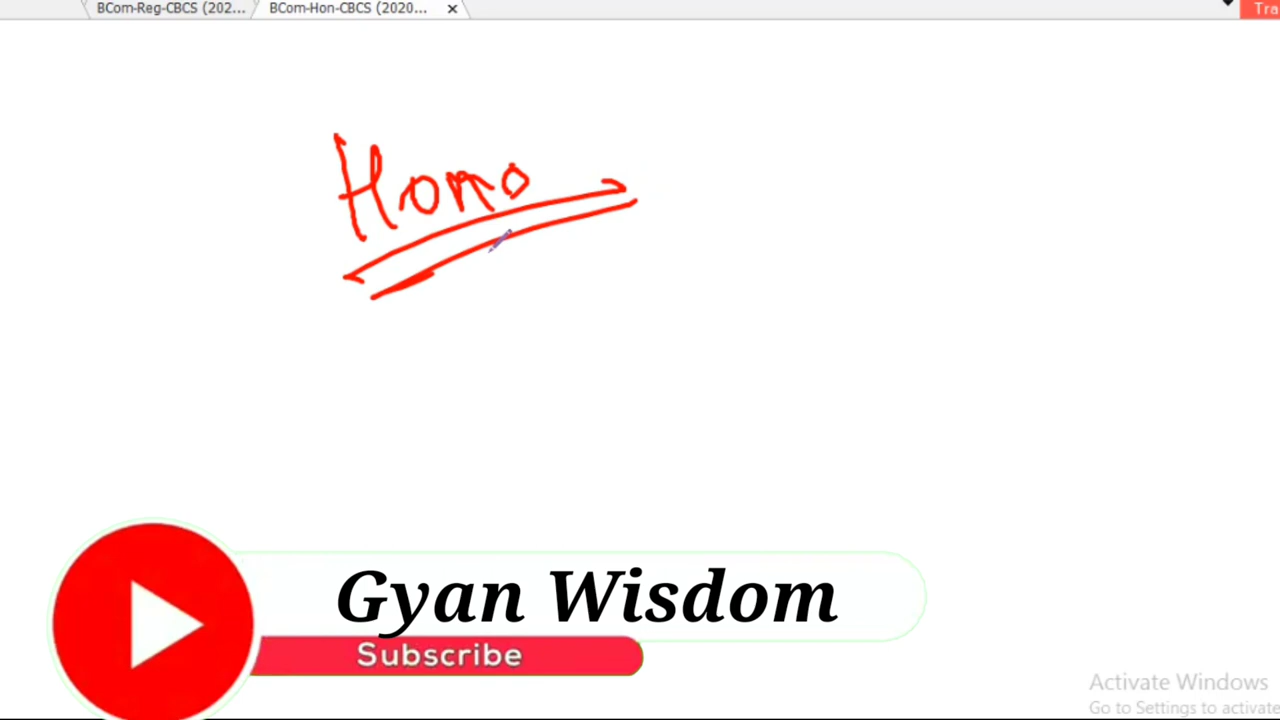 BCom-Reg-CBCS (202...
BCom-Hon-CBCS (2020...
Tra
Homo
Gyan Wisdom
Subscribe
Activate Windows
Go to Settings to activate